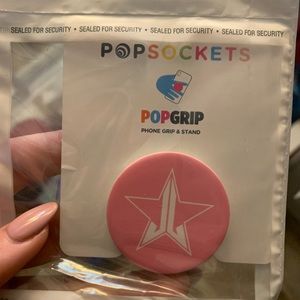 SEALED FOR SECURITY • SEALED FOR SECURITY • SEALED FOR SECURITY • SEALED FOR SECURITY
POPSOCKETS
POPGRIP
PHONE GRIP & STAND